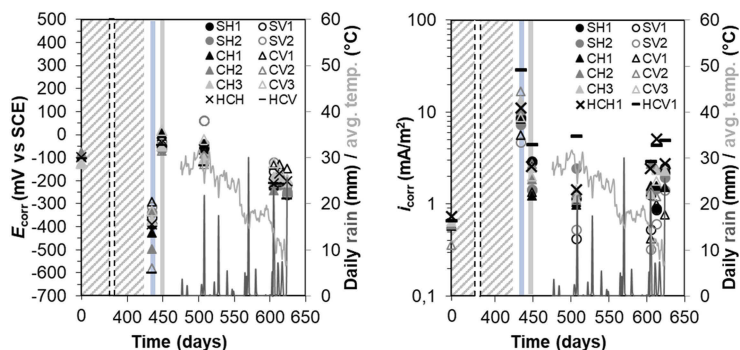 500
400
300
200
100
0
-100
-200
-300
-400
-500
-600
-700
E_corr (mV vs SCE)
SH1 SV1
SH2 SV2
CH1 CV1
CH2 CV2
CH3 CV3
HCH HCV
60
50
40
30
20
10
0
Daily rain (mm) / avg. temp. (°C)
0 400 450 500 550 600 650
Time (days)
100
10
1
0,1
i_corr (mA/m²)
SH1 SV1
SH2 SV2
CH1 CV1
CH2 CV2
CH3 CV3
HCH1 HCV1
60
50
40
30
20
10
0
Daily rain (mm) / avg. temp. (°C)
0 400 450 500 550 600 650
Time (days)